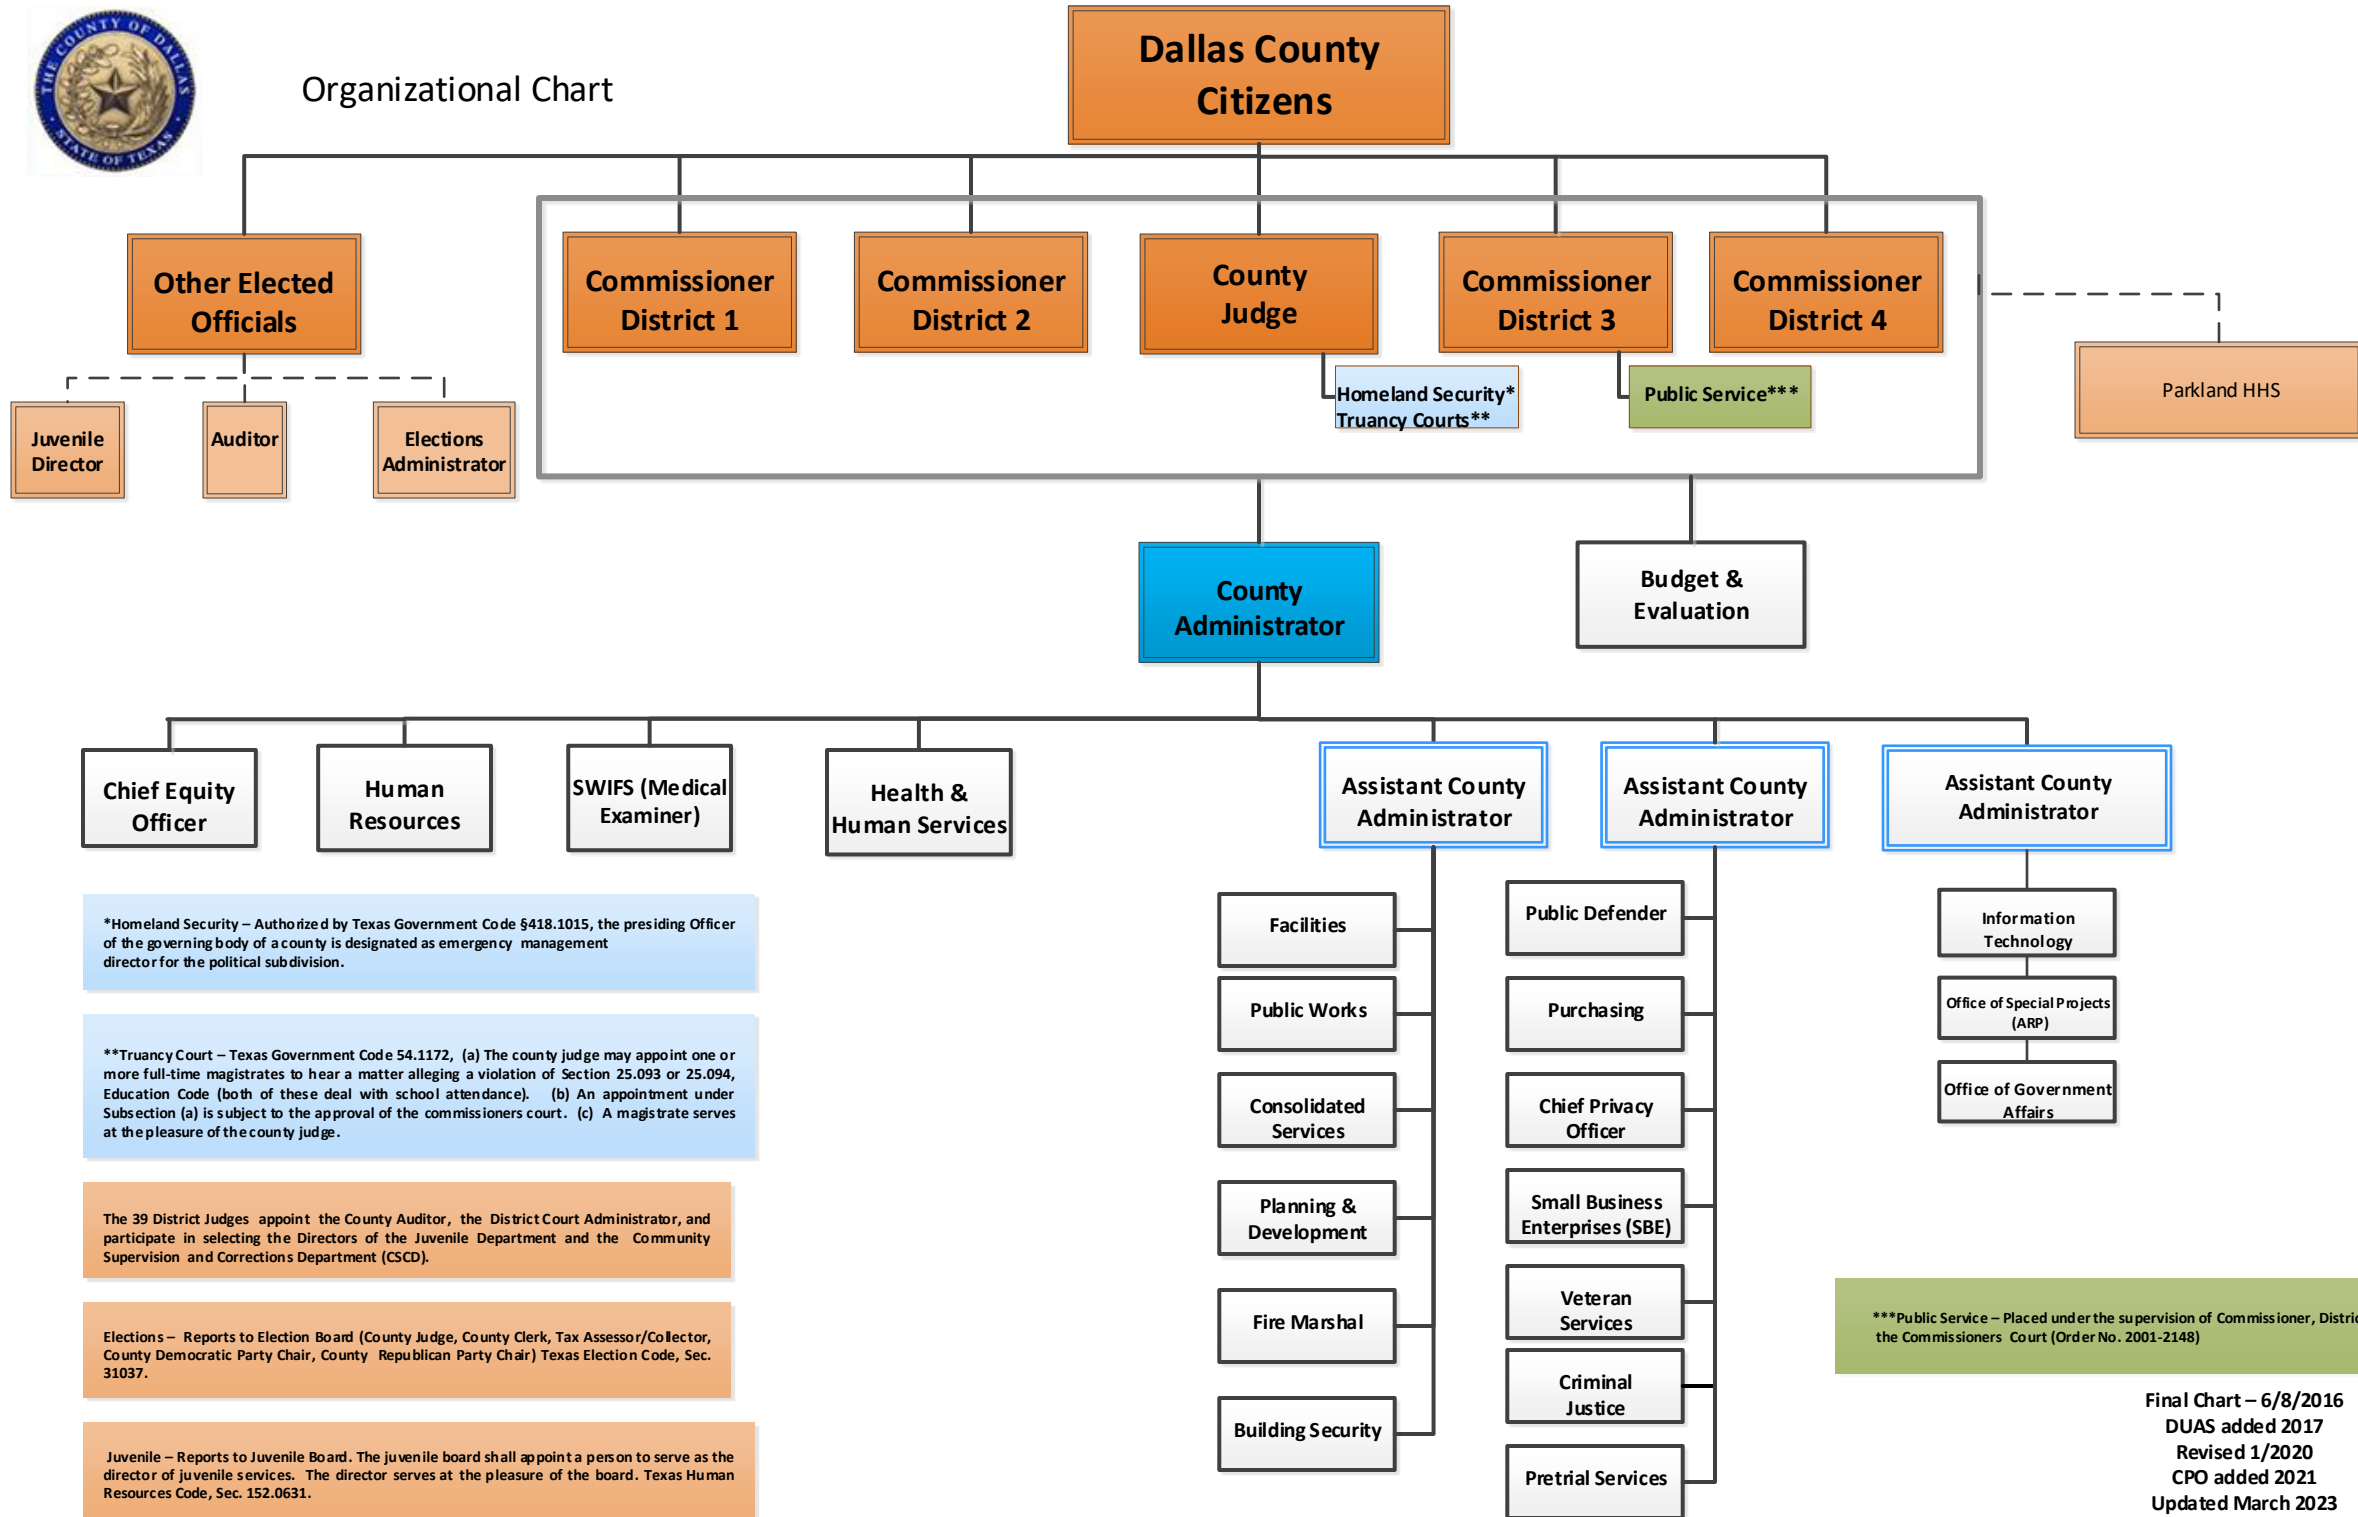 THE COUNTY OF DALLAS
STATE OF TEXAS
Organizational Chart
Dallas County
Citizens
Other Elected
Officials
Commissioner
District 1
Commissioner
District 2
County
Judge
Commissioner
District 3
Commissioner
District 4
Homeland Security*
Truancy Courts**
Public Service***
Parkland HHS
Juvenile
Director
Auditor
Elections
Administrator
County
Administrator
Budget &
Evaluation
Chief Equity
Officer
Human
Resources
SWIFS (Medical
Examiner)
Health &
Human Services
Assistant County
Administrator
Assistant County
Administrator
Assistant County
Administrator
Facilities
Public Works
Consolidated
Services
Planning &
Development
Fire Marshal
Building Security
Public Defender
Purchasing
Chief Privacy
Officer
Small Business
Enterprises (SBE)
Veteran
Services
Criminal
Justice
Pretrial Services
Information
Technology
Office of Special Projects
(ARP)
Office of Government
Affairs
*Homeland Security – Authorized by Texas Government Code §418.1015, the presiding Officer
of the governing body of a county is designated as emergency management
director for the political subdivision.
**Truancy Court – Texas Government Code 54.1172, (a) The county judge may appoint one or
more full-time magistrates to hear a matter alleging a violation of Section 25.093 or 25.094,
Education Code (both of these deal with school attendance). (b) An appointment under
Subsection (a) is subject to the approval of the commissioners court. (c) A magistrate serves
at the pleasure of the county judge.
The 39 District Judges appoint the County Auditor, the District Court Administrator, and
participate in selecting the Directors of the Juvenile Department and the Community
Supervision and Corrections Department (CSCD).
Elections – Reports to Election Board (County Judge, County Clerk, Tax Assessor/Collector,
County Democratic Party Chair, County Republican Party Chair) Texas Election Code, Sec.
31037.
Juvenile – Reports to Juvenile Board. The juvenile board shall appoint a person to serve as the
director of juvenile services. The director serves at the pleasure of the board. Texas Human
Resources Code, Sec. 152.0631.
***Public Service – Placed under the supervision of Commissioner, Distric
the Commissioners Court (Order No. 2001-2148)
Final Chart – 6/8/2016
DUAS added 2017
Revised 1/2020
CPO added 2021
Updated March 2023